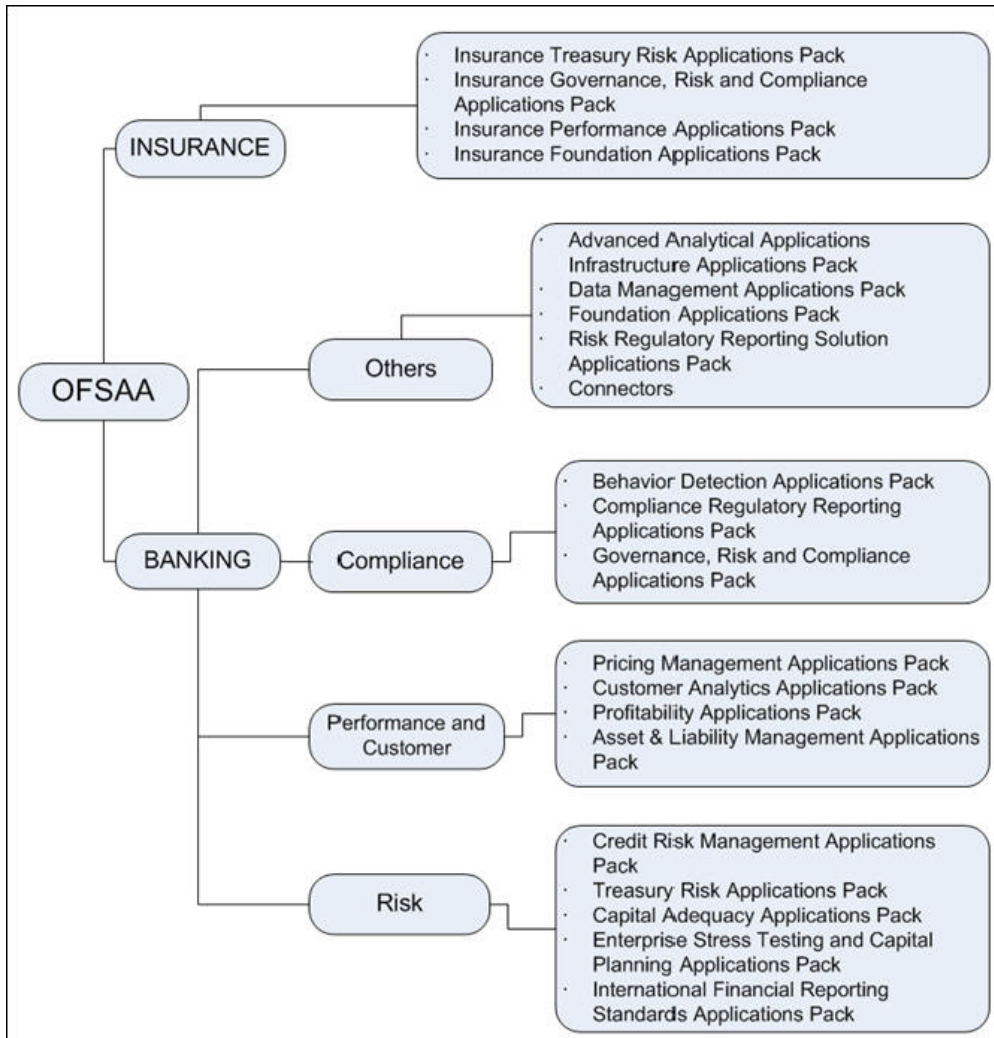 · Insurance Treasury Risk Applications Pack
· Insurance Governance, Risk and Compliance
Applications Pack
· Insurance Performance Applications Pack
· Insurance Foundation Applications Pack
INSURANCE
· Advanced Analytical Applications
Infrastructure Applications Pack
· Data Management Applications Pack
· Foundation Applications Pack
· Risk Regulatory Reporting Solution
Applications Pack
· Connectors
Others
OFSAA
· Behavior Detection Applications Pack
· Compliance Regulatory Reporting
Applications Pack
· Governance, Risk and Compliance
Applications Pack
BANKING
Compliance
· Pricing Management Applications Pack
· Customer Analytics Applications Pack
· Profitability Applications Pack
· Asset & Liability Management Applications
Pack
Performance and
Customer
· Credit Risk Management Applications
Pack
· Treasury Risk Applications Pack
· Capital Adequacy Applications Pack
· Enterprise Stress Testing and Capital
Planning Applications Pack
· International Financial Reporting
Standards Applications Pack
Risk